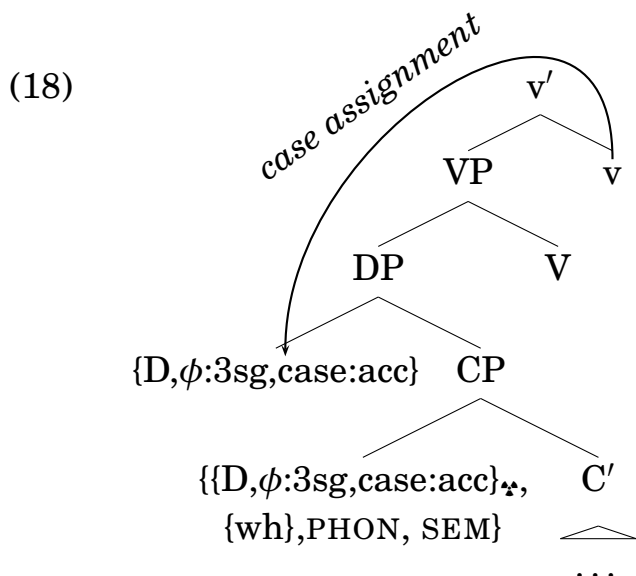 (18)
case assignment
v′
VP v
DP V
{D,ϕ:3sg,case:acc} CP
{{D,ϕ:3sg,case:acc}☢, C′
{wh},PHON, SEM}
...